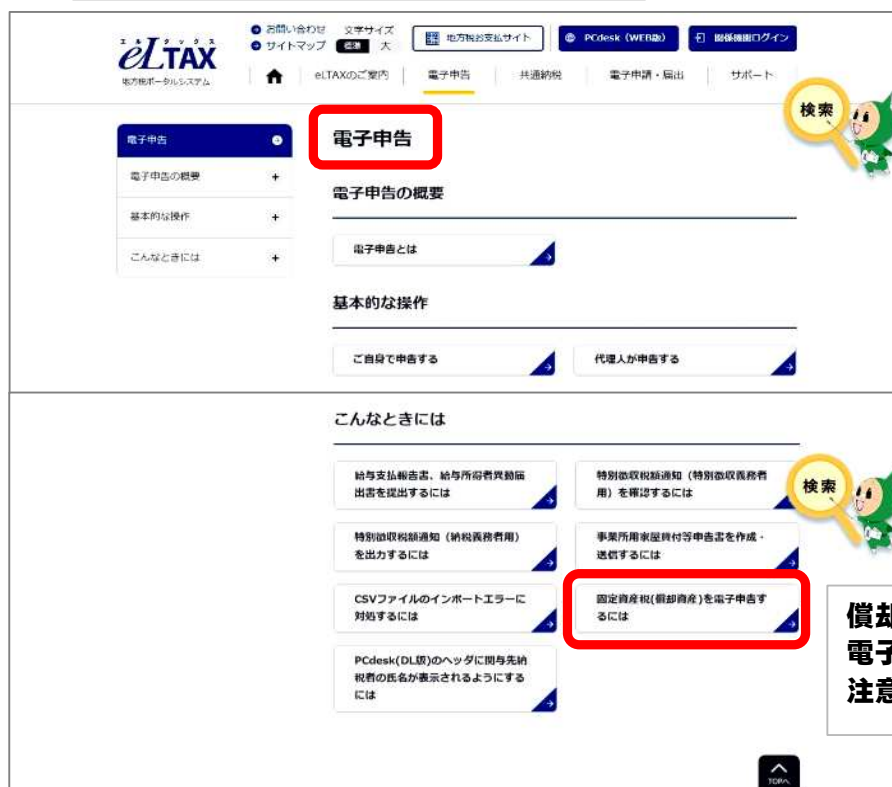 エルタックス
eLTAX
地方税ポータルシステム
お問い合わせ 文字サイズ
サイトマップ 標準 大
地方税お支払サイト
PCdesk (WEB版)
関係機関ログイン
eLTAXのご案内 電子申告 共通納税 電子申請・届出 サポート
検索
電子申告
電子申告の概要 +
基本的な操作 +
こんなときには +
電子申告
電子申告の概要
電子申告とは
基本的な操作
ご自身で申告する
代理人が申告する
こんなときには
給与支払報告書、給与所得者異動届
出書を提出するには
特別徴収税額通知(特別徴収義務者
用)を確認するには
検索
特別徴収税額通知(納税義務者用)
を出力するには
事業所用家屋貸付等申告書を作成・
送信するには
CSVファイルのインポートエラーに
対処するには
固定資産税(償却資産)を電子申告す
るには
償却
電子
注意
PCdesk(DL版)のヘッダに関与先納
税者の氏名が表示されるようにする
には
TOPへ